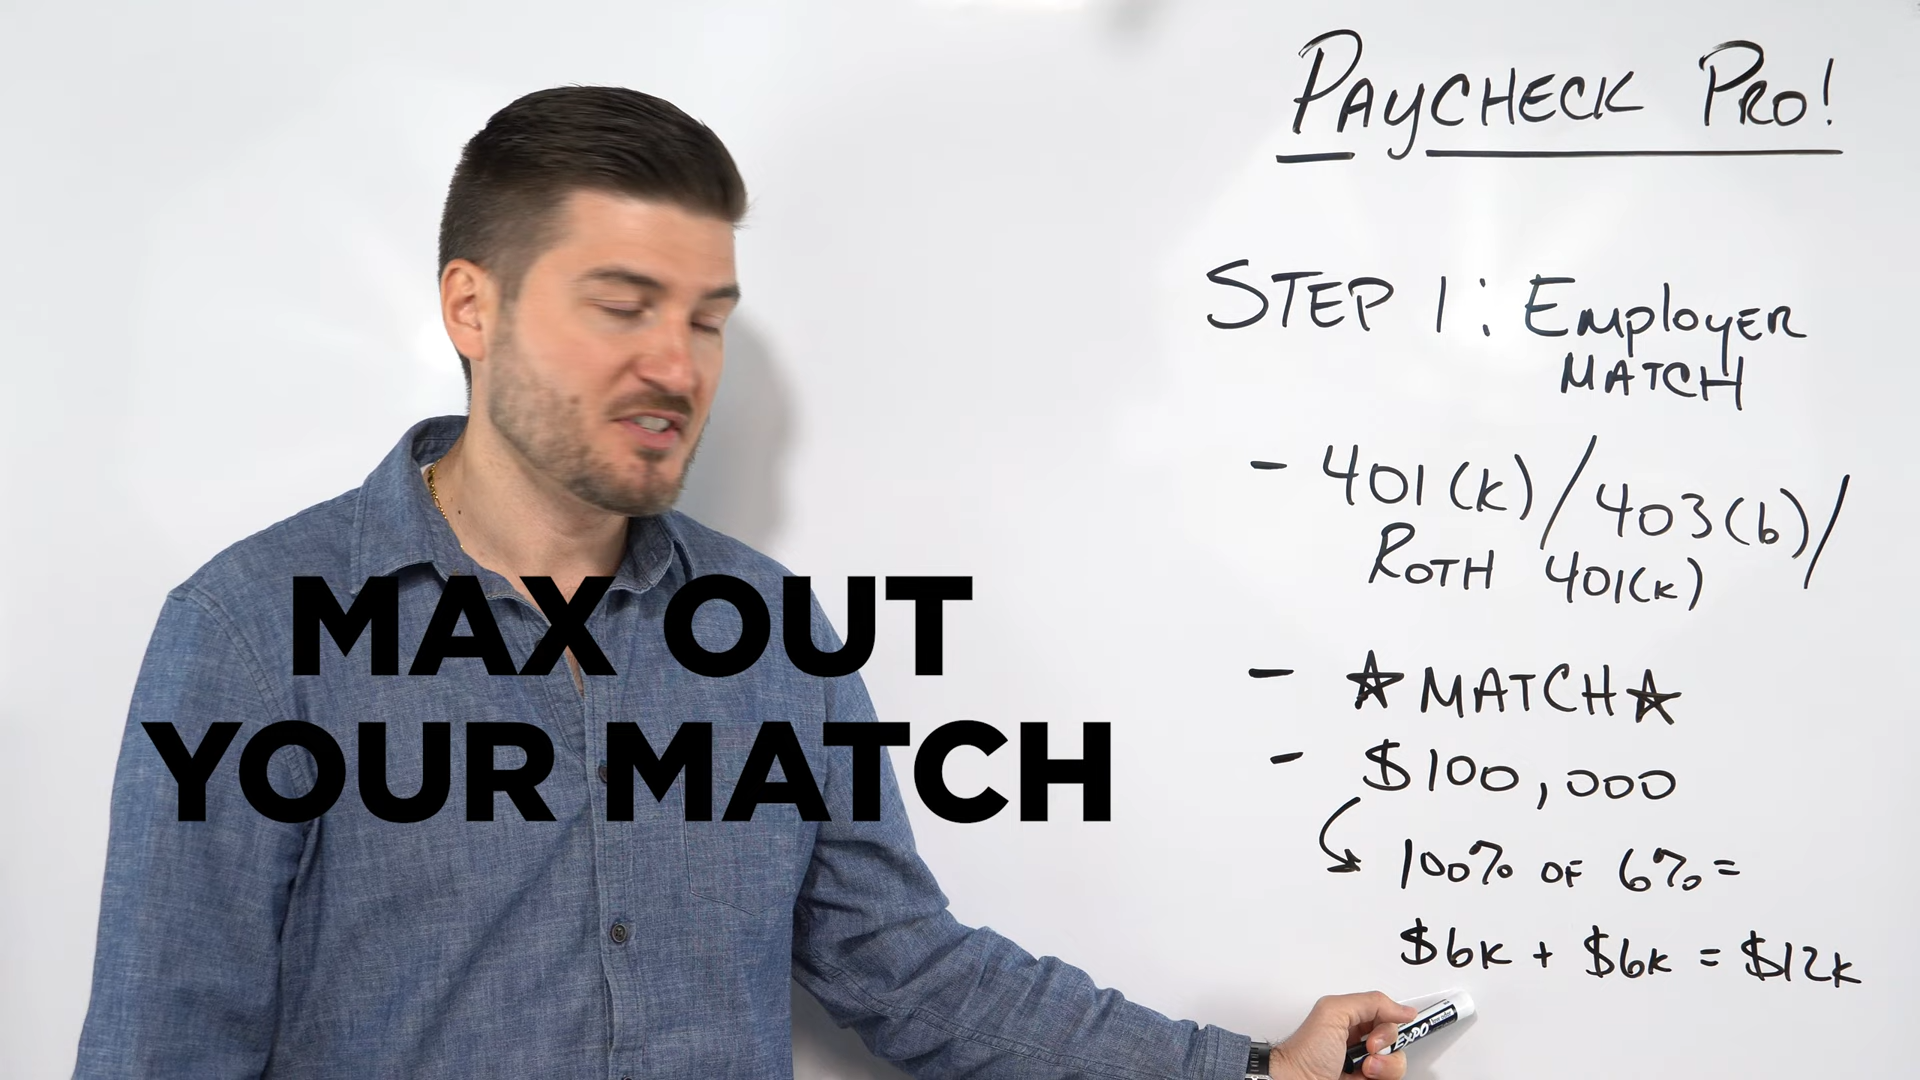 PAYCHECK PRO!
STEP 1: EMPLOYER
MATCH
- 401(k)/403(b)/
ROTH 401(k)
- ☆MATCH☆
- $100,000
100% OF 6% =
$6K + $6K = $12K
MAX OUT
YOUR MATCH
EXPO